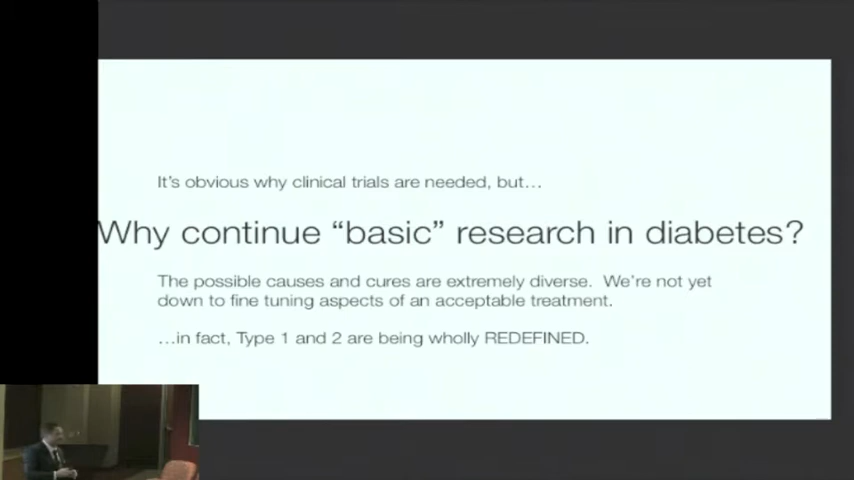 It's obvious why clinical trials are needed, but…
Why continue “basic” research in diabetes?
The possible causes and cures are extremely diverse. We're not yet
down to fine tuning aspects of an acceptable treatment.
…in fact, Type 1 and 2 are being wholly REDEFINED.